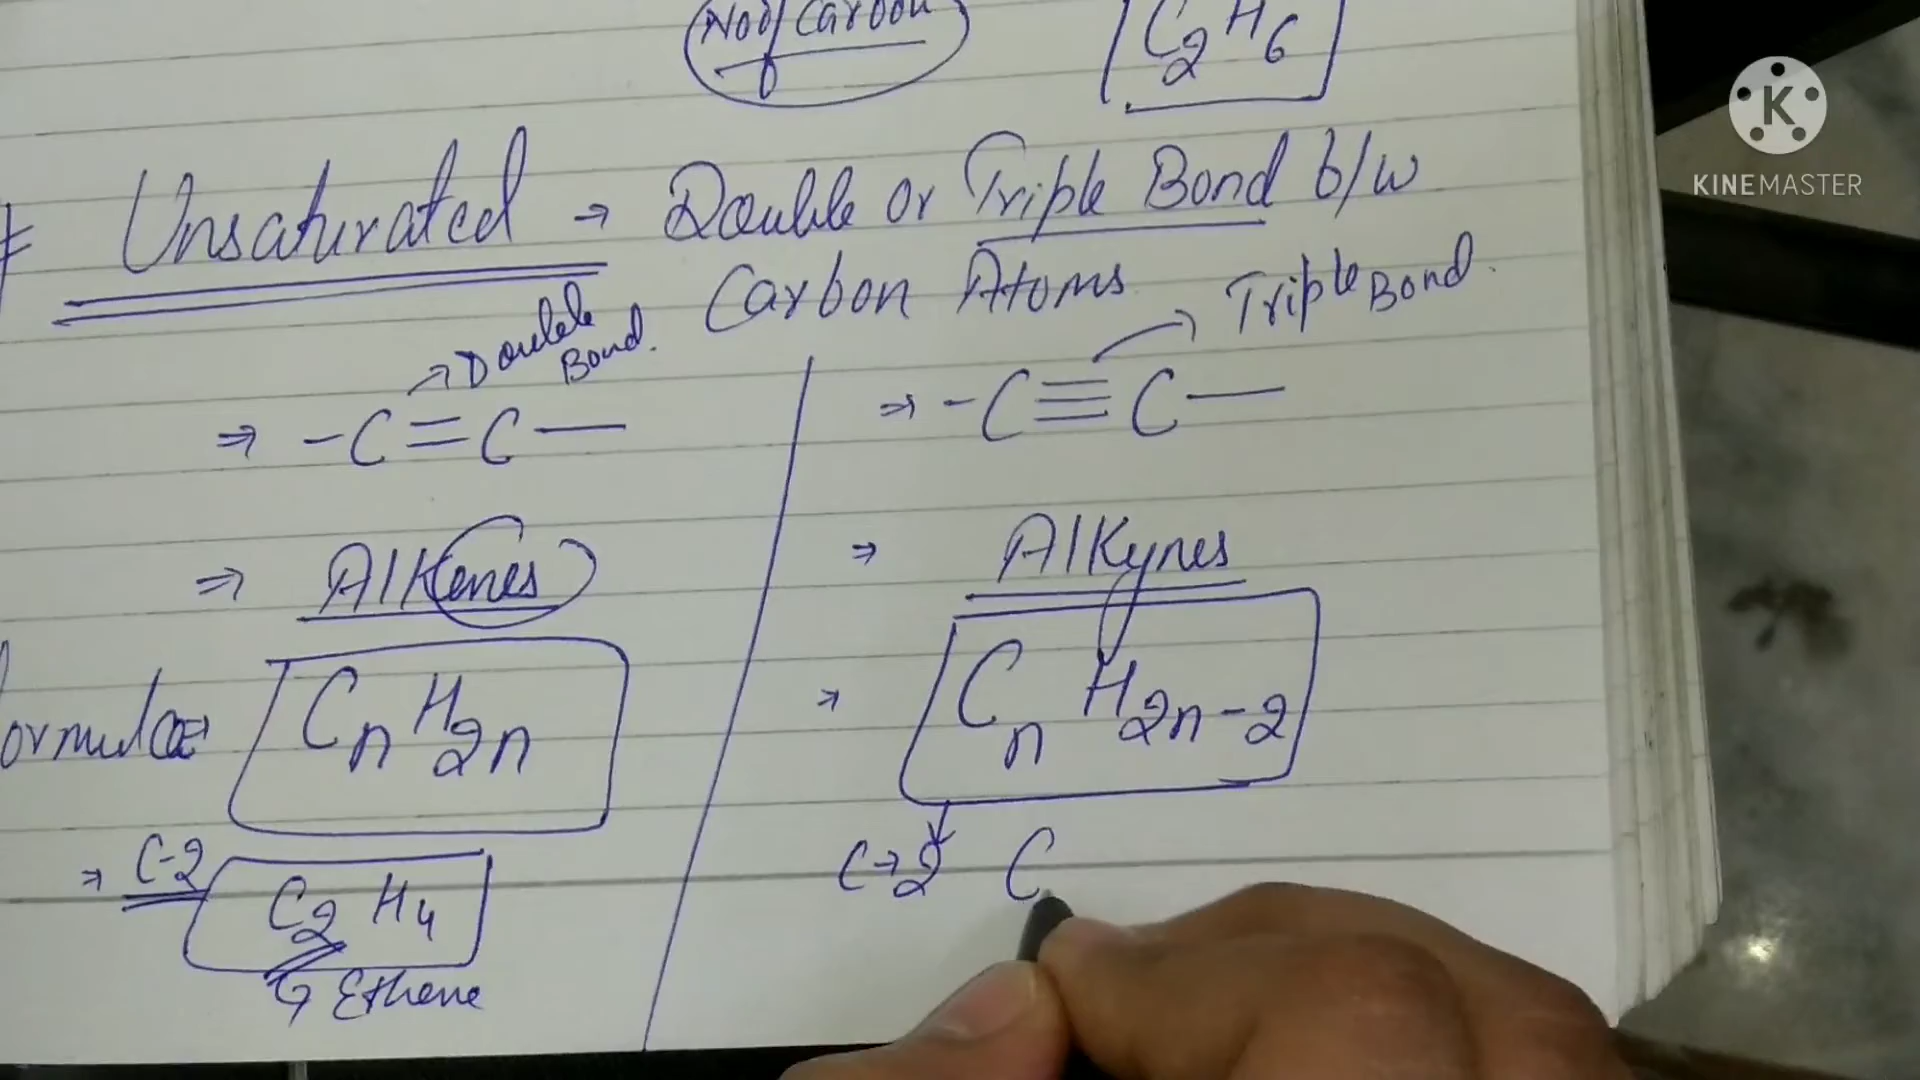 No of Carbon C2H6
Unsaturated → Double or Triple Bond b/w
Carbon Atoms
→ Double Bond. → Triple Bond.
⇒ -C=C— ⇒ -C≡C—
⇒ Alkenes ⇒ Alkynes
ormula⇒ CnH2n ⇒ CnH2n-2
⇒ C-2 C2H4 C→2 C
↳ Ethene
K
KINEMASTER